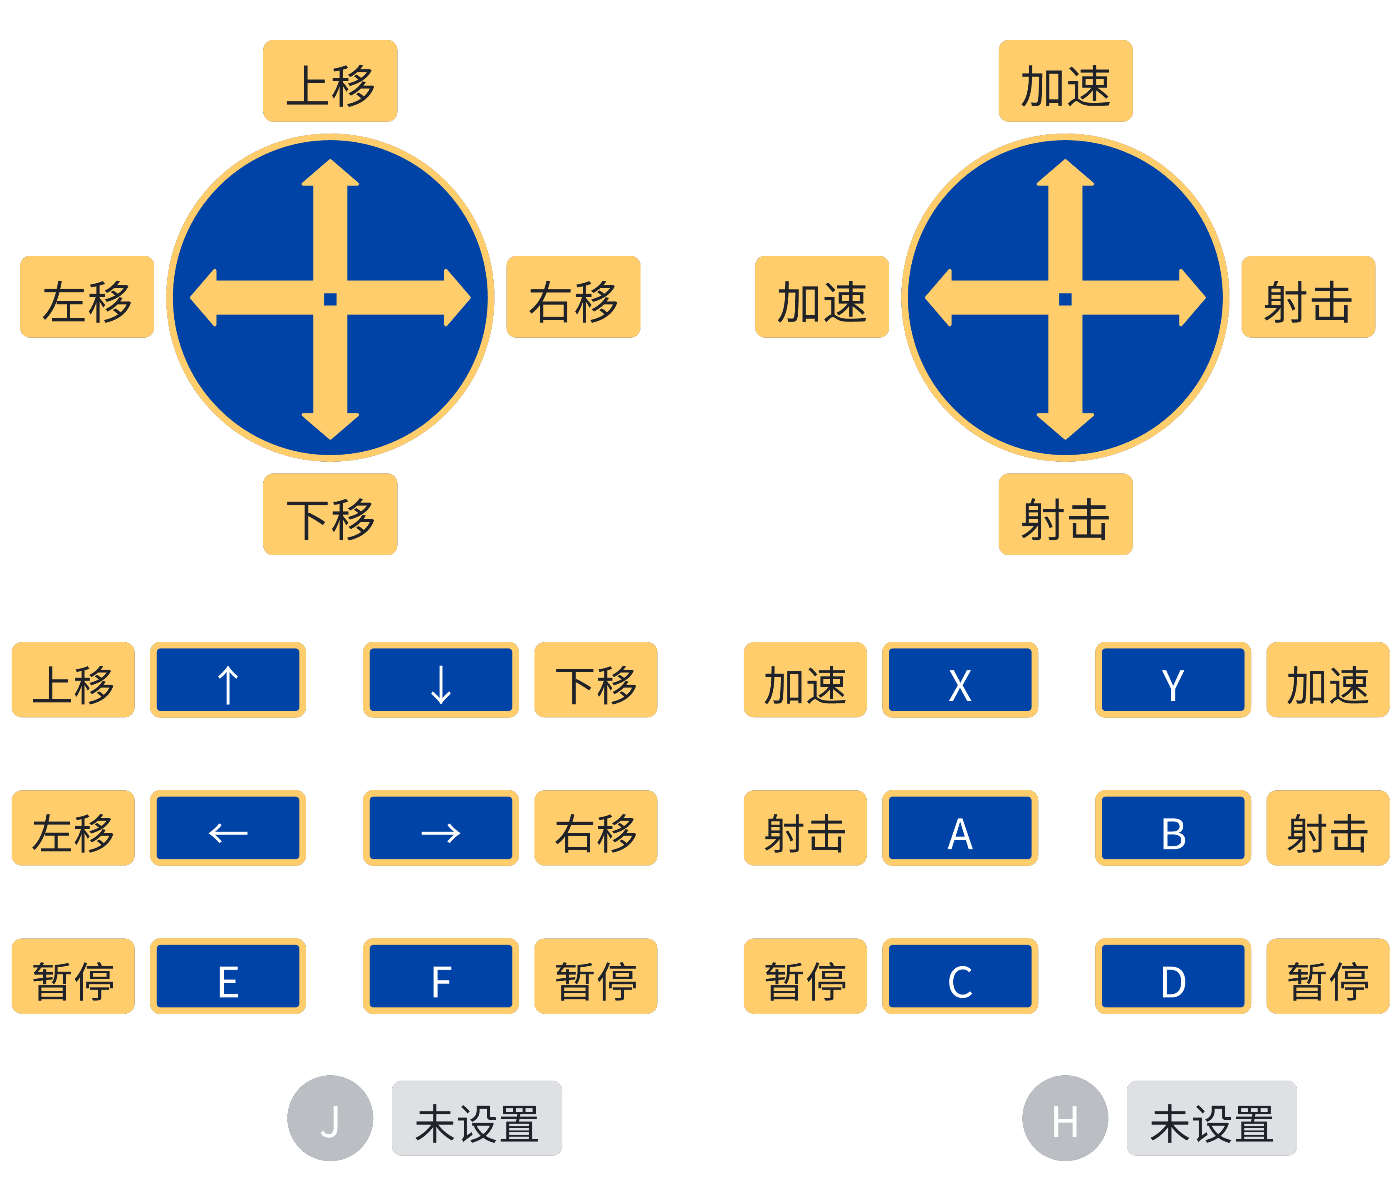 上移
加速
左移
右移
加速
射击
下移
射击
上移 ↑ ↓ 下移
加速 X Y 加速
左移 ← → 右移
射击 A B 射击
暂停 E F 暂停
暂停 C D 暂停
J 未设置
H 未设置